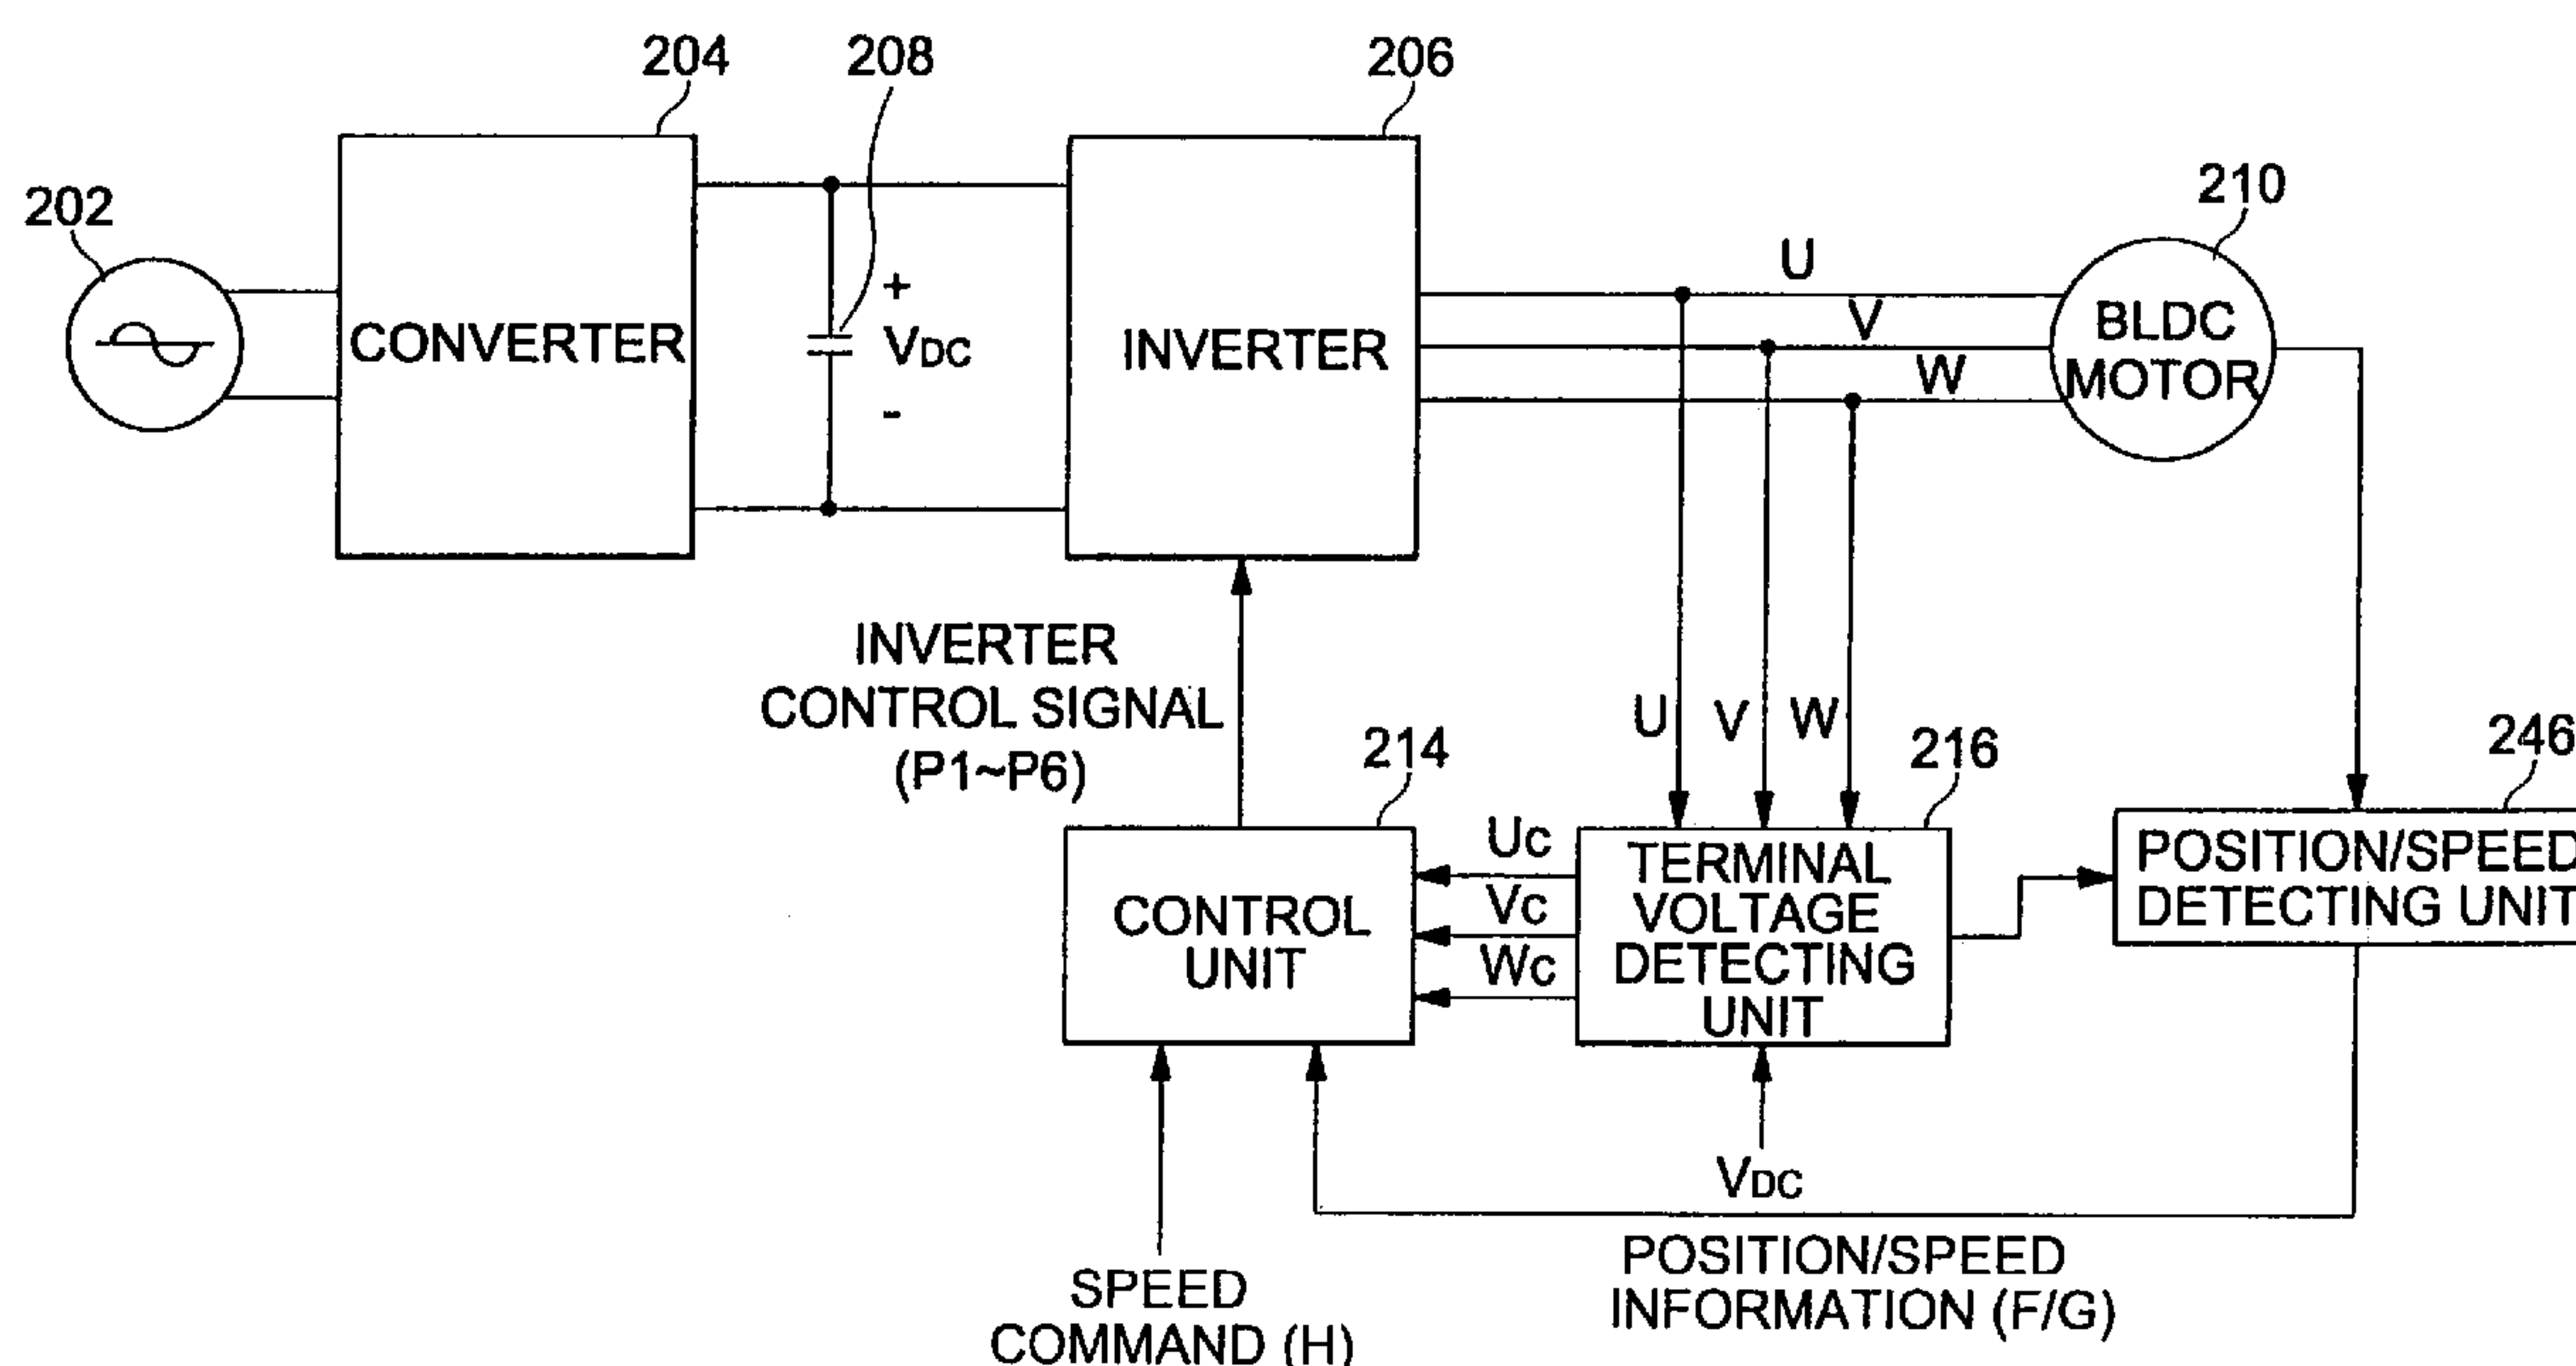 204
208
206
202
210
CONVERTER
+
VDC
-
INVERTER
U
V
W
BLDC
MOTOR
INVERTER
CONTROL SIGNAL
(P1~P6)
U
V
W
214
216
246
CONTROL
UNIT
Uc
Vc
Wc
TERMINAL
VOLTAGE
DETECTING
UNIT
POSITION/SPEED
DETECTING UNIT
VDC
SPEED
COMMAND (H)
POSITION/SPEED
INFORMATION (F/G)